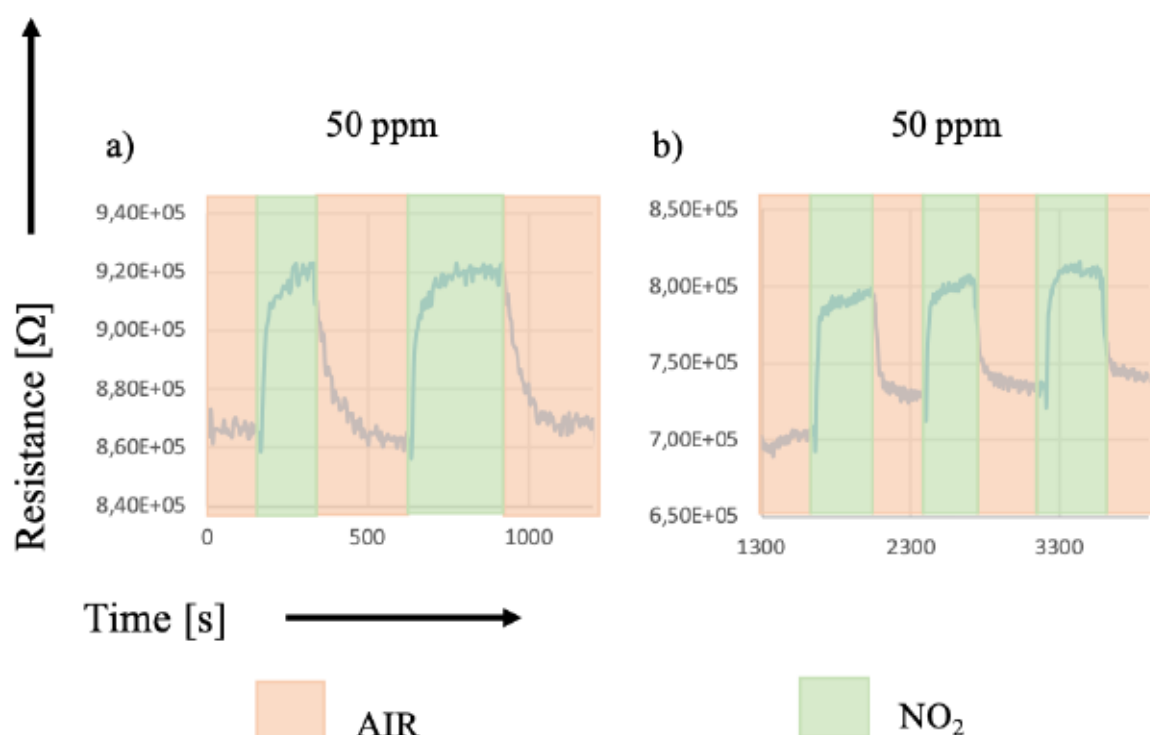 50 ppm
50 ppm
a)
b)
9,40E+05
9,20E+05
9,00E+05
8,80E+05
8,60E+05
8,40E+05
0
500
1000
8,50E+05
8,00E+05
7,50E+05
7,00E+05
6,50E+05
1300
2300
3300
Resistance [Ω]
Time [s]
AIR
NO₂